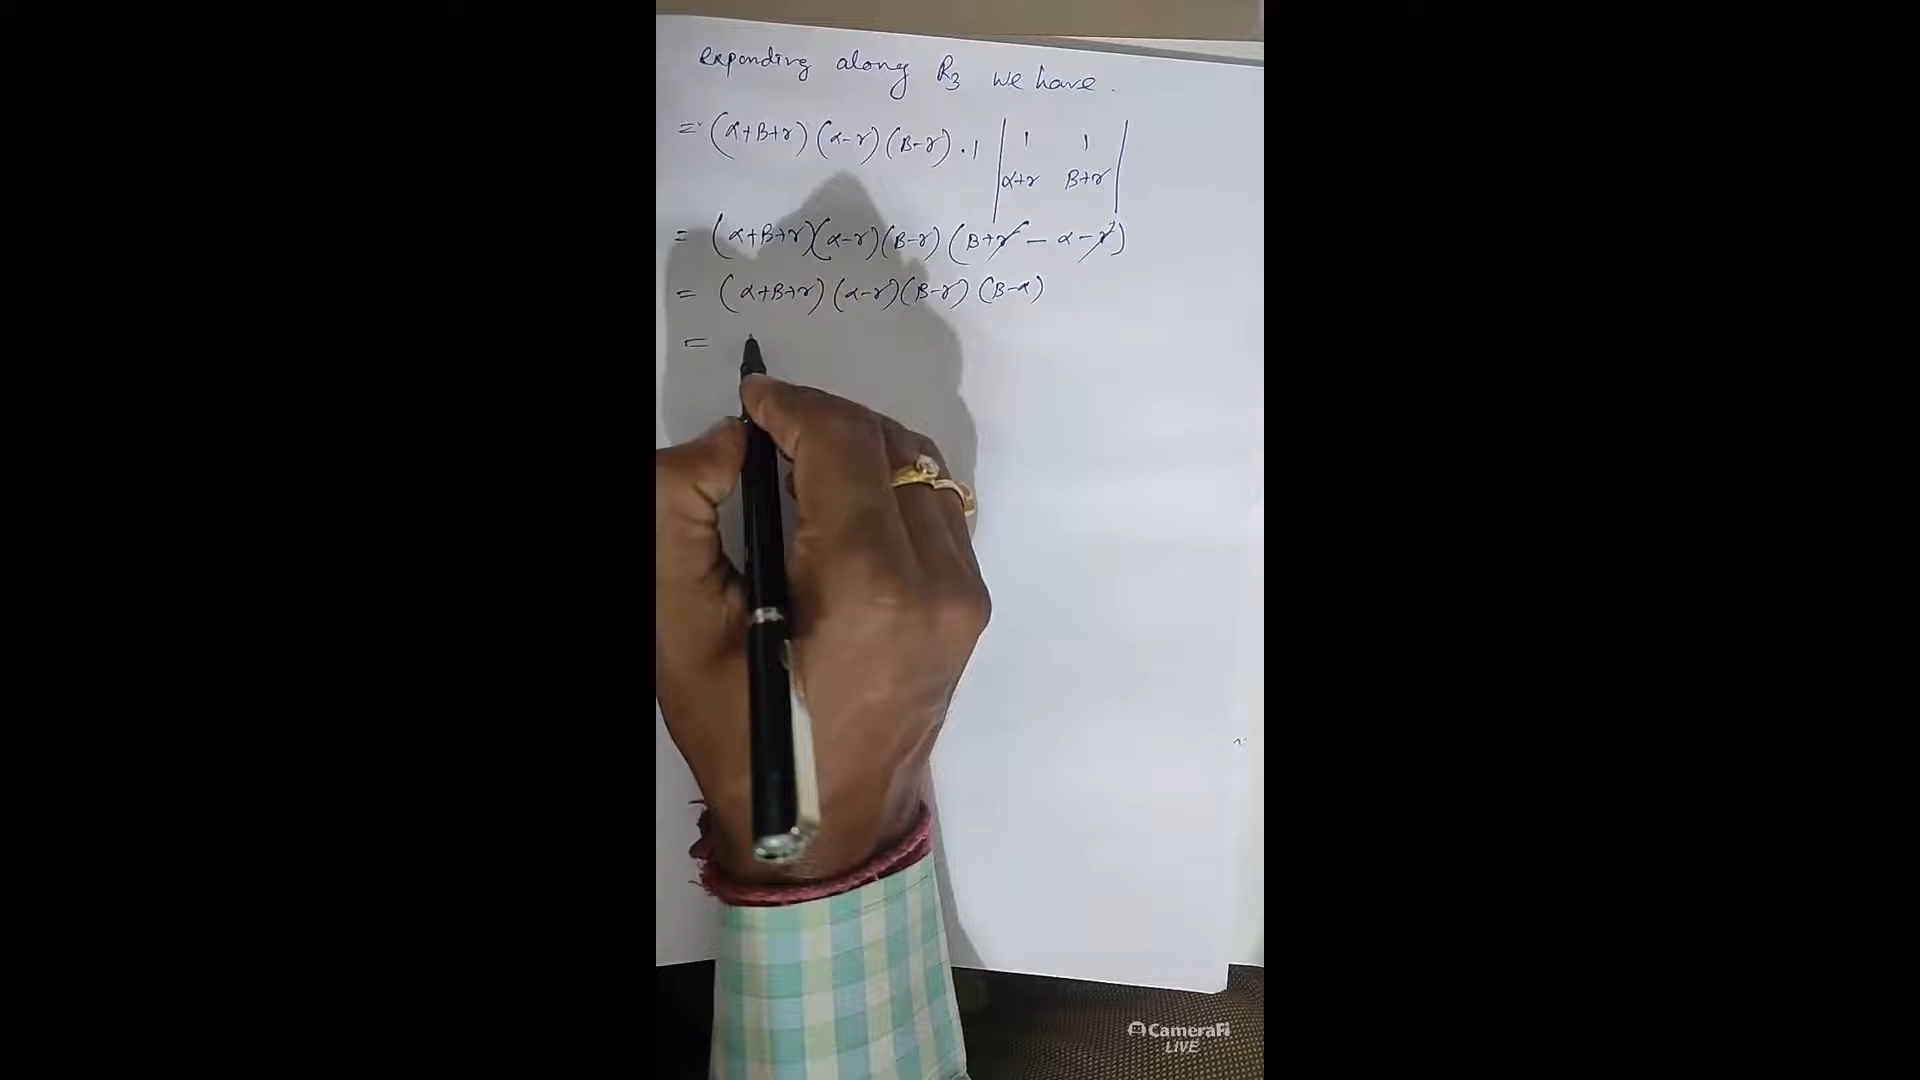 expanding along R3 we have.
= (α+β+γ) (α-γ) (β-γ) . 1 | 1 1 |
| α+γ β+γ |
= (α+β+γ)(α-γ)(β-γ) (β+γ - α-γ)
= (α+β+γ) (α-γ)(β-γ) (β-α)
=
CameraFi
LIVE